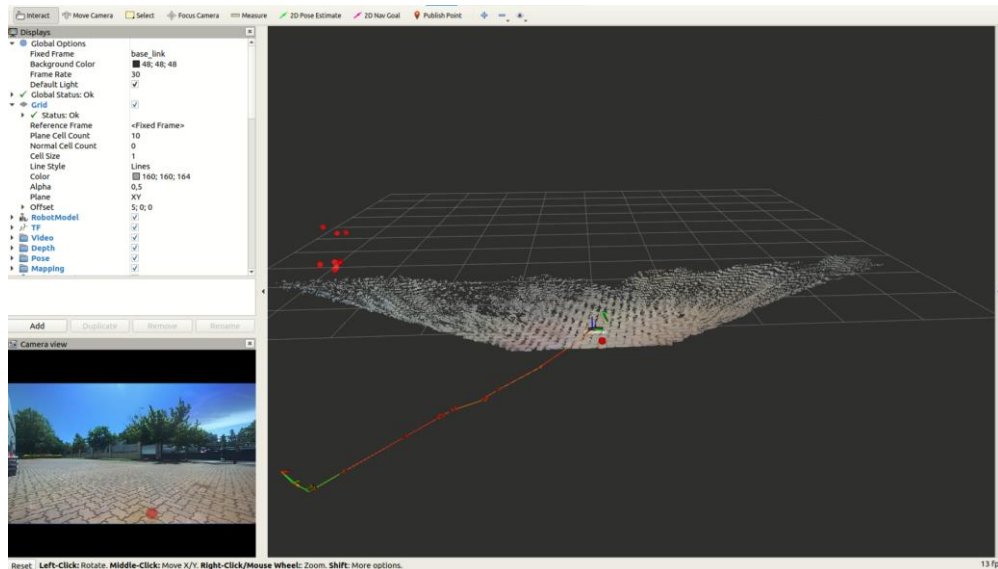 Interact Move Camera Select Focus Camera Measure 2D Pose Estimate 2D Nav Goal Publish Point
Displays
Global Options
Fixed Frame base_link
Background Color 48; 48; 48
Frame Rate 30
Default Light
Global Status: Ok
Grid
Status: Ok
Reference Frame <Fixed Frame>
Plane Cell Count 10
Normal Cell Count 0
Cell Size 1
Line Style Lines
Color 160; 160; 164
Alpha 0,5
Plane XY
Offset 5; 0; 0
RobotModel
TF
Video
Depth
Pose
Mapping
Add Duplicate Remove Rename
Camera view
Reset Left-Click: Rotate. Middle-Click: Move X/Y. Right-Click/Mouse Wheel:: Zoom. Shift: More options. 13 fp